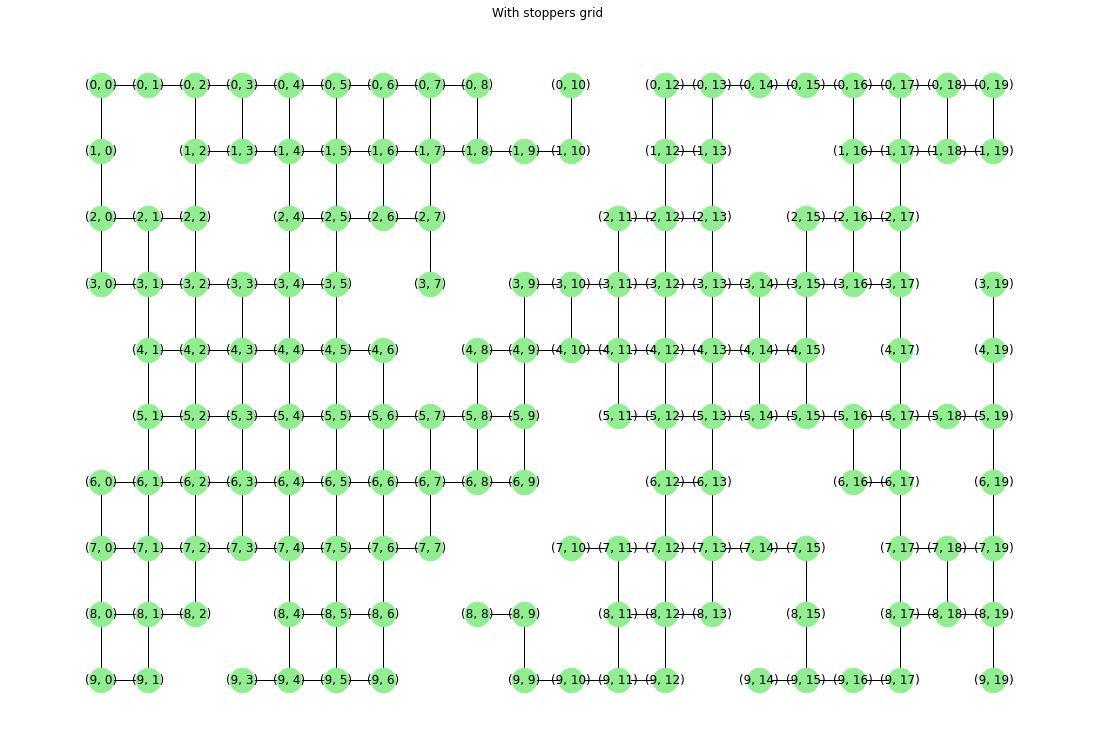 With stoppers grid
(0, 0) (0, 1) (0, 2) (0, 3) (0, 4) (0, 5) (0, 6) (0, 7) (0, 8) (0, 10) (0, 12) (0, 13) (0, 14) (0, 15) (0, 16) (0, 17) (0, 18) (0, 19)
(1, 0) (1, 2) (1, 3) (1, 4) (1, 5) (1, 6) (1, 7) (1, 8) (1, 9) (1, 10) (1, 12) (1, 13) (1, 16) (1, 17) (1, 18) (1, 19)
(2, 0) (2, 1) (2, 2) (2, 4) (2, 5) (2, 6) (2, 7) (2, 11) (2, 12) (2, 13) (2, 15) (2, 16) (2, 17)
(3, 0) (3, 1) (3, 2) (3, 3) (3, 4) (3, 5) (3, 7) (3, 9) (3, 10) (3, 11) (3, 12) (3, 13) (3, 14) (3, 15) (3, 16) (3, 17) (3, 19)
(4, 1) (4, 2) (4, 3) (4, 4) (4, 5) (4, 6) (4, 8) (4, 9) (4, 10) (4, 11) (4, 12) (4, 13) (4, 14) (4, 15) (4, 17) (4, 19)
(5, 1) (5, 2) (5, 3) (5, 4) (5, 5) (5, 6) (5, 7) (5, 8) (5, 9) (5, 11) (5, 12) (5, 13) (5, 14) (5, 15) (5, 16) (5, 17) (5, 18) (5, 19)
(6, 0) (6, 1) (6, 2) (6, 3) (6, 4) (6, 5) (6, 6) (6, 7) (6, 8) (6, 9) (6, 12) (6, 13) (6, 16) (6, 17) (6, 19)
(7, 0) (7, 1) (7, 2) (7, 3) (7, 4) (7, 5) (7, 6) (7, 7) (7, 10) (7, 11) (7, 12) (7, 13) (7, 14) (7, 15) (7, 17) (7, 18) (7, 19)
(8, 0) (8, 1) (8, 2) (8, 4) (8, 5) (8, 6) (8, 8) (8, 9) (8, 11) (8, 12) (8, 13) (8, 15) (8, 17) (8, 18) (8, 19)
(9, 0) (9, 1) (9, 3) (9, 4) (9, 5) (9, 6) (9, 9) (9, 10) (9, 11) (9, 12) (9, 14) (9, 15) (9, 16) (9, 17) (9, 19)